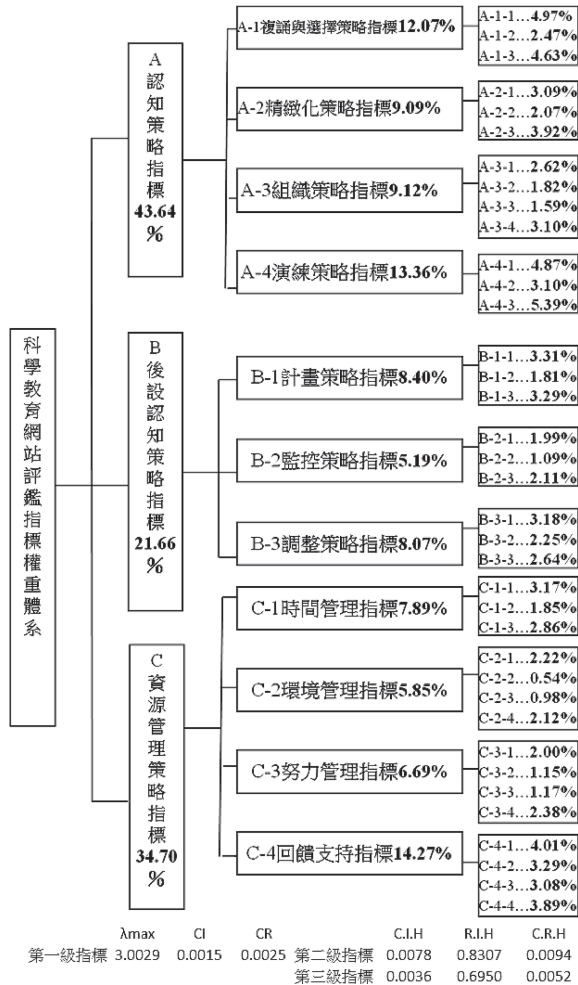 科學教育網站評鑑指標權重體系
A認知策略指標43.64%
A-1複誦與選擇策略指標12.07%
A-1-1...4.97%
A-1-2...2.47%
A-1-3...4.63%
A-2精緻化策略指標9.09%
A-2-1...3.09%
A-2-2...2.07%
A-2-3...3.92%
A-3組織策略指標9.12%
A-3-1...2.62%
A-3-2...1.82%
A-3-3...1.59%
A-3-4...3.10%
A-4演練策略指標13.36%
A-4-1...4.87%
A-4-2...3.10%
A-4-3...5.39%
B後設認知策略指標21.66%
B-1計畫策略指標8.40%
B-1-1...3.31%
B-1-2...1.81%
B-1-3...3.29%
B-2監控策略指標5.19%
B-2-1...1.99%
B-2-2...1.09%
B-2-3...2.11%
B-3調整策略指標8.07%
B-3-1...3.18%
B-3-2...2.25%
B-3-3...2.64%
C資源管理策略指標34.70%
C-1時間管理指標7.89%
C-1-1...3.17%
C-1-2...1.85%
C-1-3...2.86%
C-2環境管理指標5.85%
C-2-1...2.22%
C-2-2...0.54%
C-2-3...0.98%
C-2-4...2.12%
C-3努力管理指標6.69%
C-3-1...2.00%
C-3-2...1.15%
C-3-3...1.17%
C-3-4...2.38%
C-4回饋支持指標14.27%
C-4-1...4.01%
C-4-2...3.29%
C-4-3...3.08%
C-4-4...3.89%
λmax CI CR C.I.H R.I.H C.R.H
第一級指標 3.0029 0.0015 0.0025 第二級指標 0.0078 0.8307 0.0094
第三級指標 0.0036 0.6950 0.0052